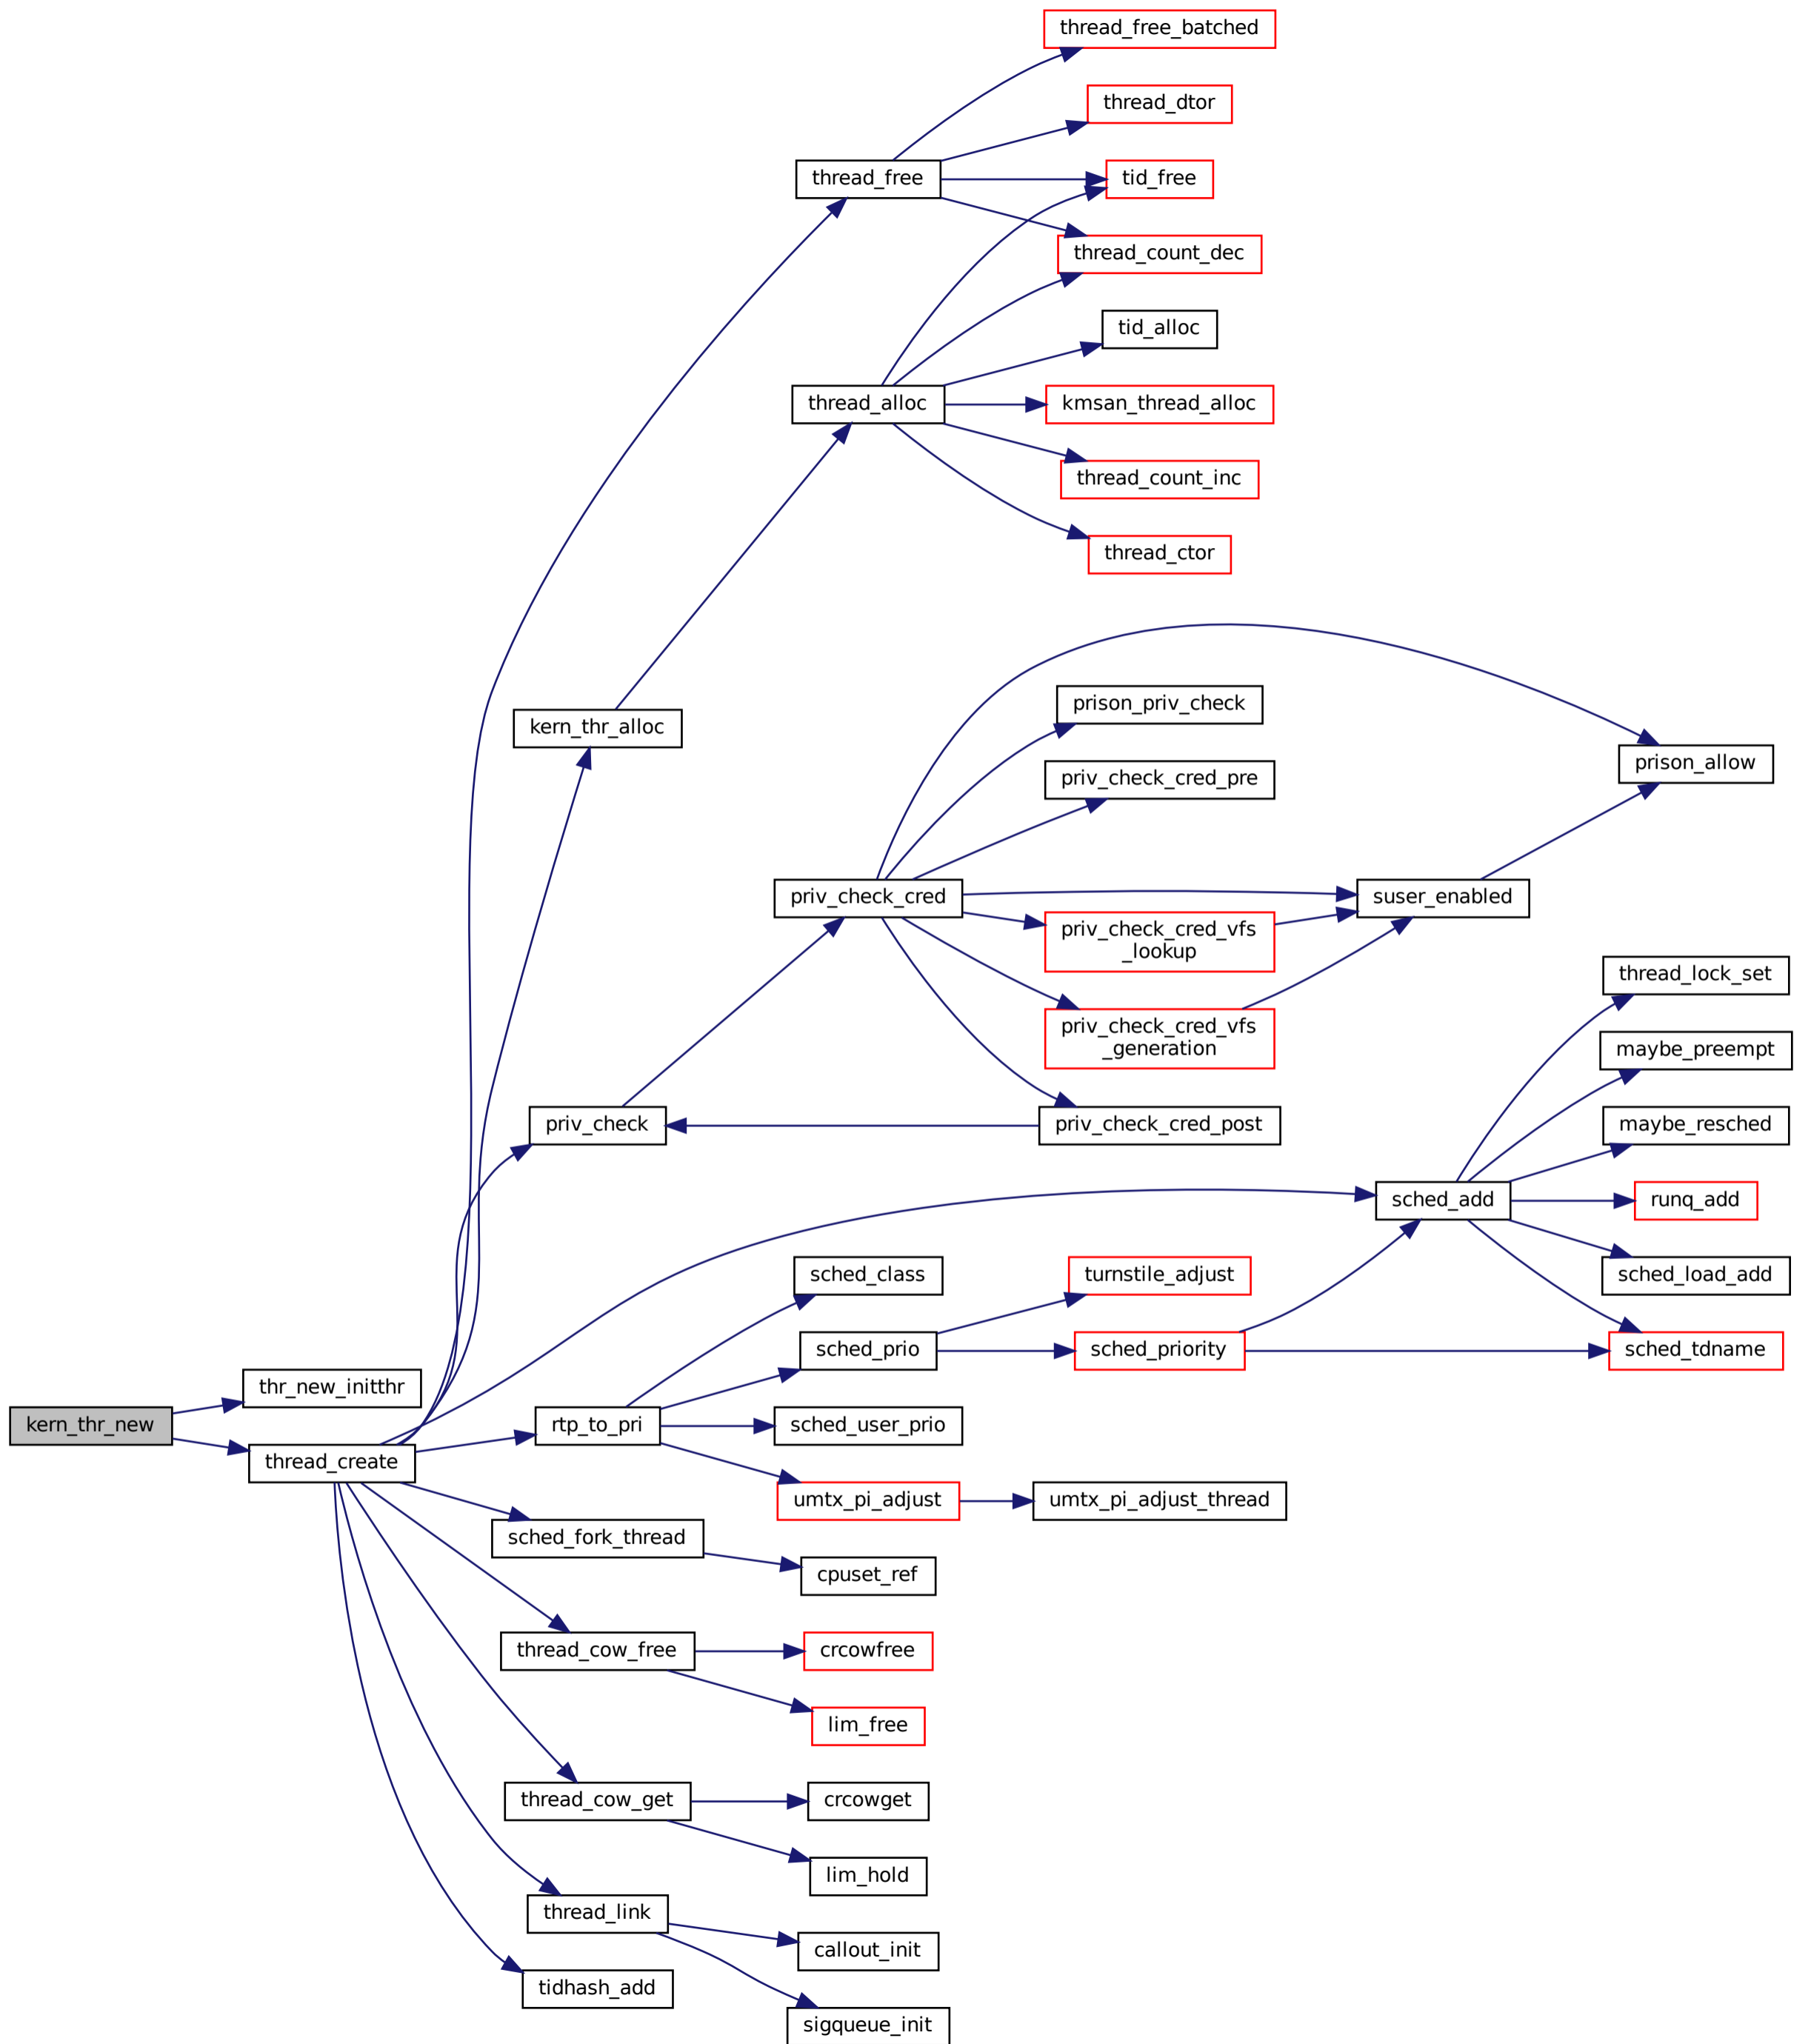 thread_free_batched
thread_dtor
thread_free
tid_free
thread_count_dec
tid_alloc
thread_alloc
kmsan_thread_alloc
thread_count_inc
thread_ctor
prison_priv_check
kern_thr_alloc
priv_check_cred_pre
prison_allow
priv_check_cred
suser_enabled
priv_check_cred_vfs
_lookup
thread_lock_set
priv_check_cred_vfs
_generation
maybe_preempt
priv_check
priv_check_cred_post
maybe_resched
sched_add
runq_add
sched_class
turnstile_adjust
sched_load_add
sched_prio
sched_priority
sched_tdname
thr_new_initthr
kern_thr_new
rtp_to_pri
sched_user_prio
thread_create
umtx_pi_adjust
umtx_pi_adjust_thread
sched_fork_thread
cpuset_ref
thread_cow_free
crcowfree
lim_free
thread_cow_get
crcowget
lim_hold
thread_link
callout_init
tidhash_add
sigqueue_init